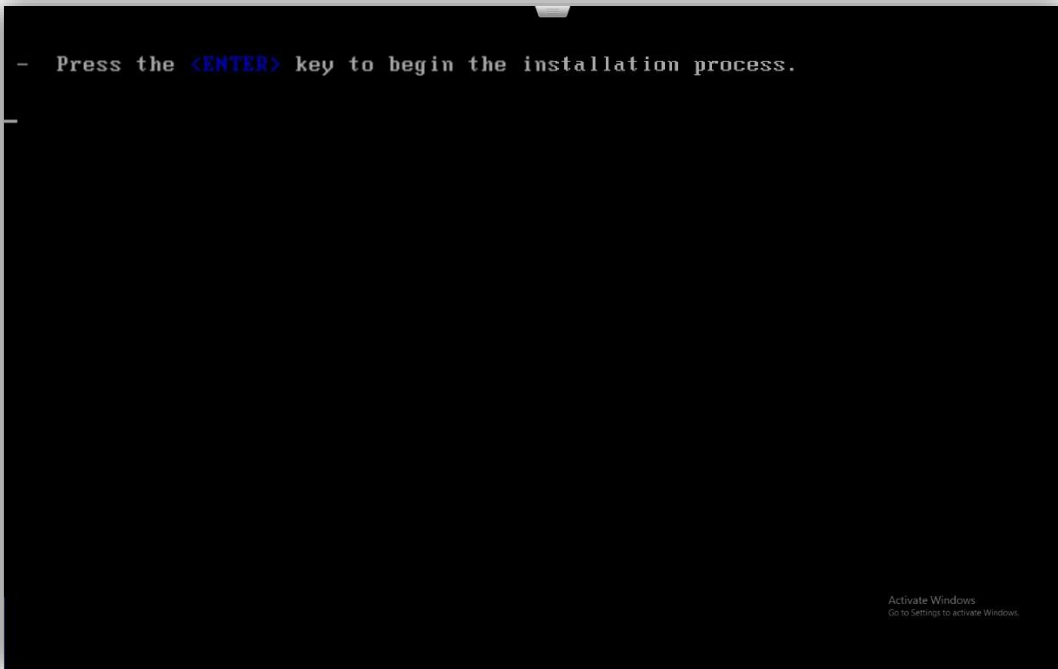 - Press the <ENTER> key to begin the installation process.
Activate Windows
Go to Settings to activate Windows.